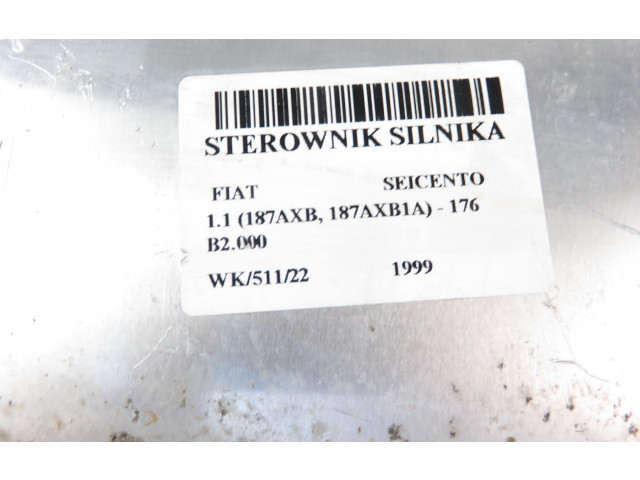 STEROWNIK SILNIKA
FIAT SEICENTO
1.1 (187AXB, 187AXB1A) - 176
B2.000
WK/511/22 1999